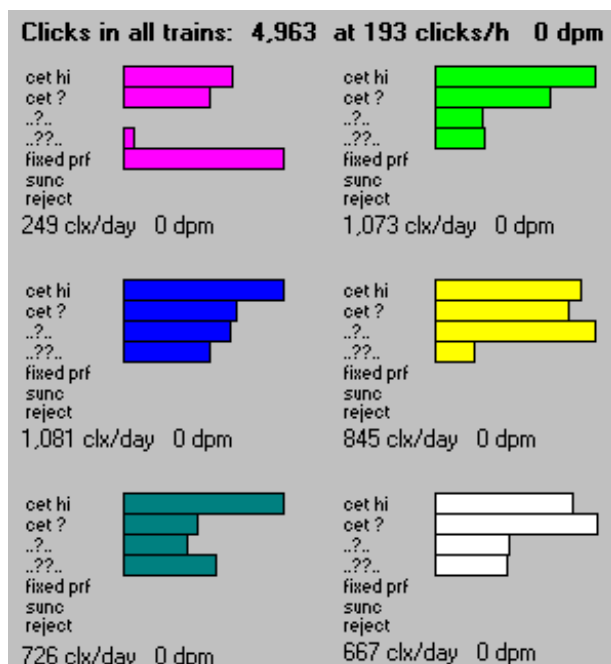 Clicks in all trains: 4,963 at 193 clicks/h 0 dpm
cet hi
cet ?
..?..
..??..
fixed prf
sunc
reject
249 clx/day 0 dpm
cet hi
cet ?
..?..
..??..
fixed prf
sunc
reject
1,073 clx/day 0 dpm
cet hi
cet ?
..?..
..??..
fixed prf
sunc
reject
1,081 clx/day 0 dpm
cet hi
cet ?
..?..
..??..
fixed prf
sunc
reject
845 clx/day 0 dpm
cet hi
cet ?
..?..
..??..
fixed prf
sunc
reject
726 clx/day 0 dpm
cet hi
cet ?
..?..
..??..
fixed prf
sunc
reject
667 clx/day 0 dpm